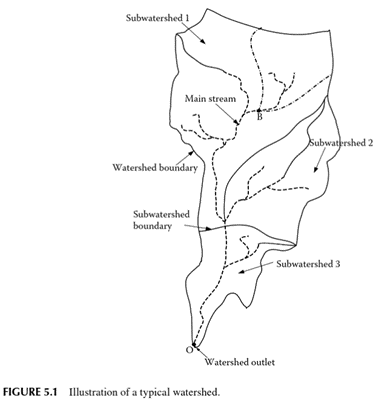 Subwatershed 1
Main stream
B
Subwatershed 2
Watershed boundary
Subwatershed
boundary
Subwatershed 3
O
Watershed outlet
FIGURE 5.1 Illustration of a typical watershed.